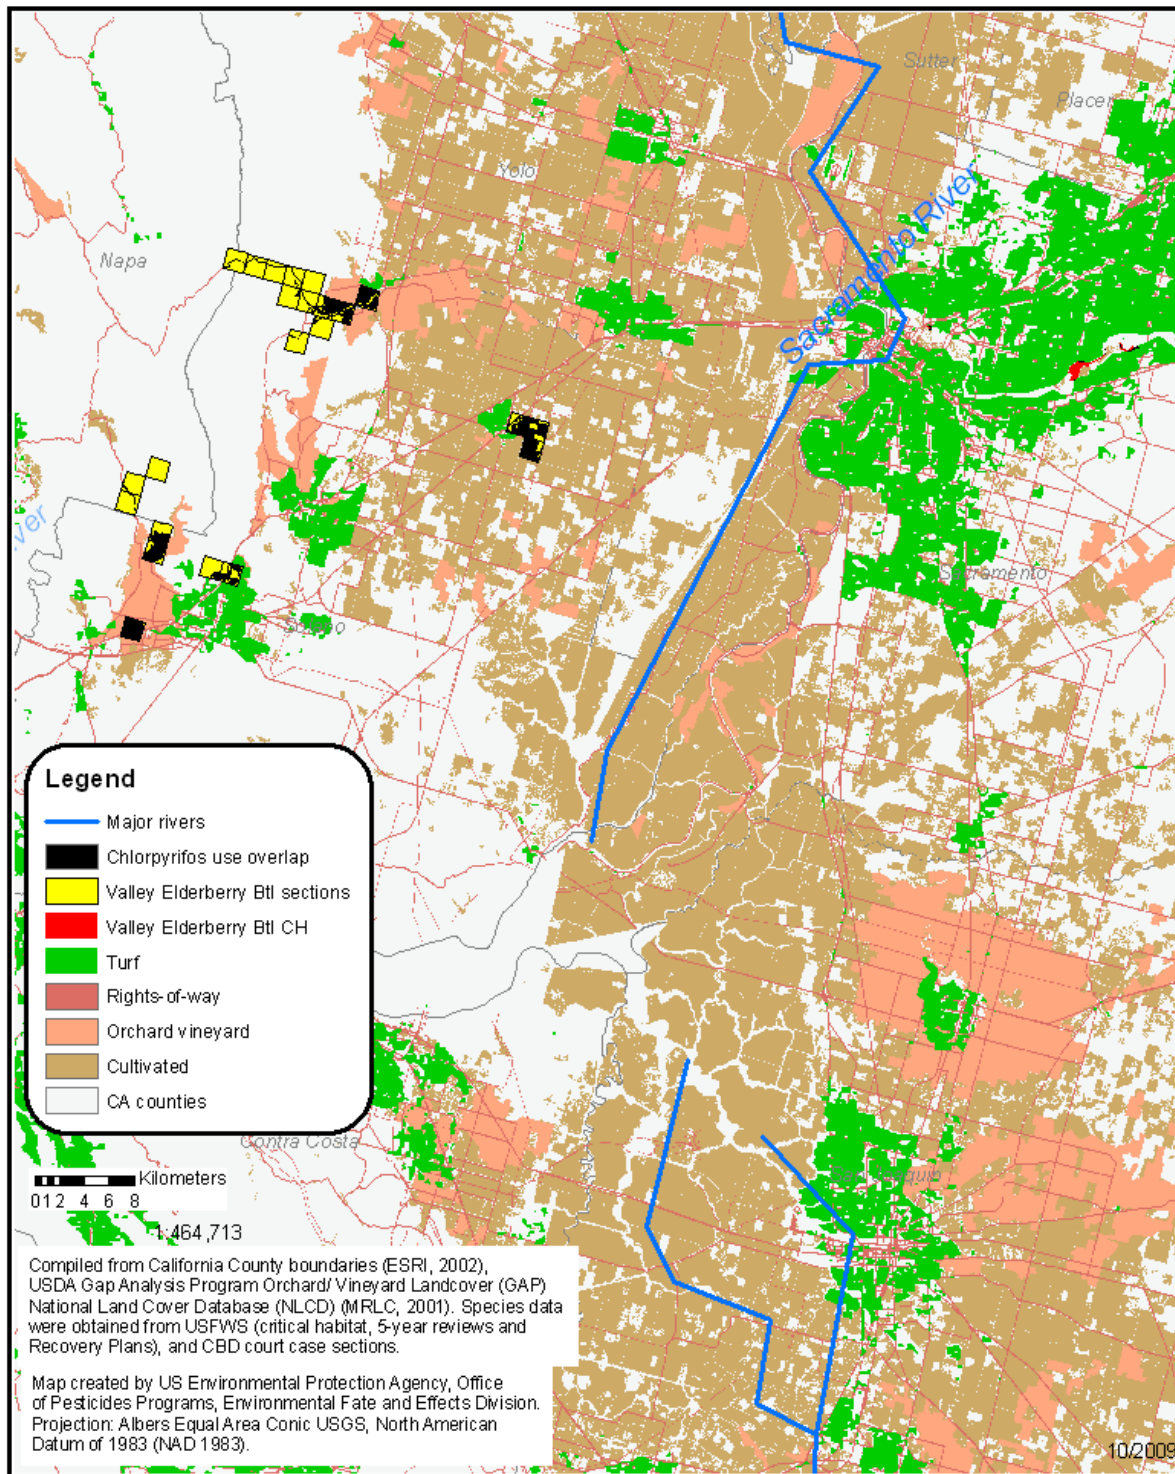 Sutter
Placer
Yolo
Napa
Sacramento River
River
Sacramento
Solano
Legend
Major rivers
Chlorpyrifos use overlap
Valley Elderberry Btl sections
Valley Elderberry Btl CH
Turf
Rights-of-way
Orchard vineyard
Cultivated
CA counties
Contra Costa
San Joaquin
Kilometers
0 1 2 4 6 8
1:464,713
Compiled from California County boundaries (ESRI, 2002),
USDA Gap Analysis Program Orchard/ Vineyard Landcover (GAP)
National Land Cover Database (NLCD) (MRLC, 2001). Species data
were obtained from USFWS (critical habitat, 5-year reviews and
Recovery Plans), and CBD court case sections.
Map created by US Environmental Protection Agency, Office
of Pesticides Programs, Environmental Fate and Effects Division.
Projection: Albers Equal Area Conic USGS, North American
Datum of 1983 (NAD 1983).
10/2009